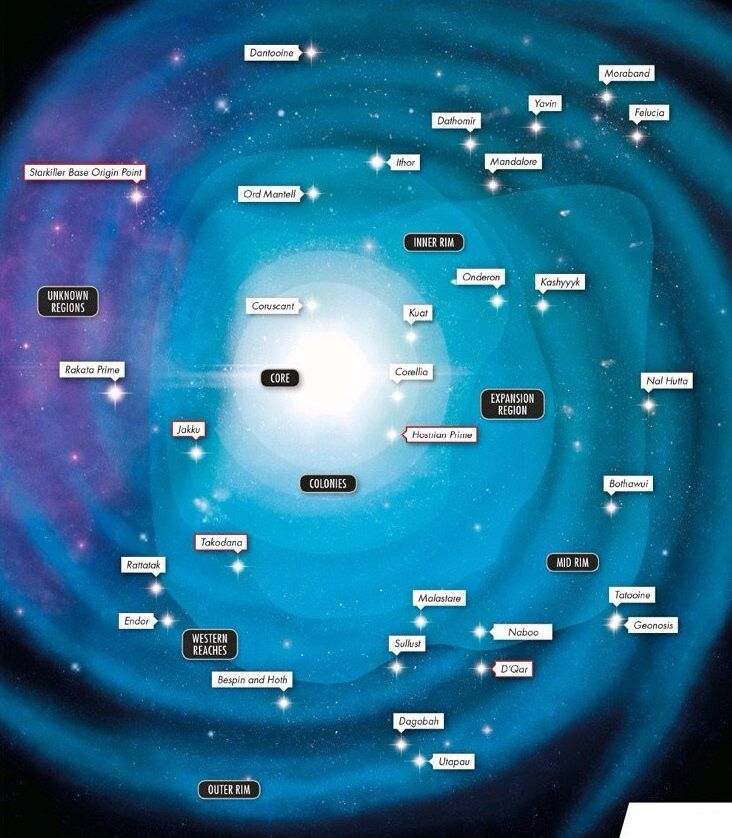 Dantooine
Moraband
Yavin
Felucia
Dathomir
Ithor
Mandalore
Starkiller Base Origin Point
Ord Mantell
INNER RIM
Onderon
Kashyyyk
UNKNOWN
REGIONS
Coruscant
Kuat
Rakata Prime
CORE
Corellia
Nal Hutta
EXPANSION
REGION
Jakku
Hosnian Prime
COLONIES
Bothawui
Takodana
Rattatak
MID RIM
Malastare
Tatooine
Endor
Geonosis
Naboo
WESTERN
REACHES
Sullust
D'Qar
Bespin and Hoth
Dagobah
Utapau
OUTER RIM